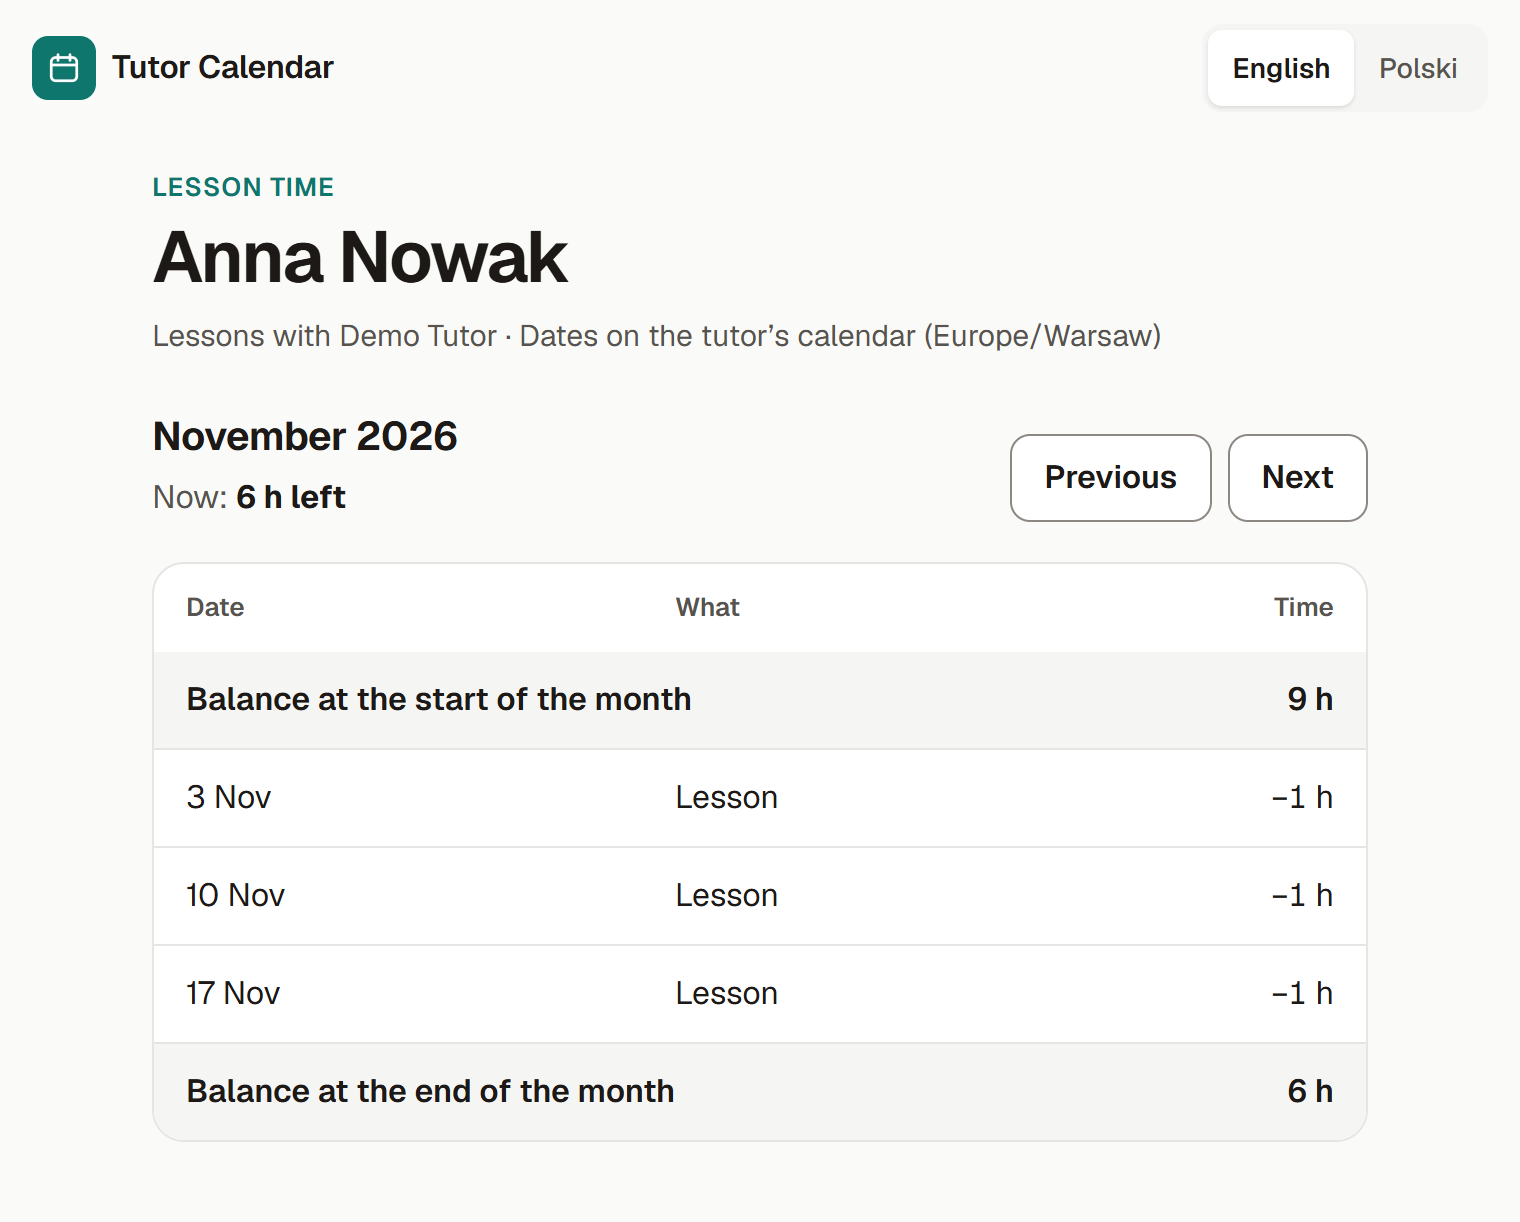 Tutor Calendar
English Polski
LESSON TIME
Anna Nowak
Lessons with Demo Tutor · Dates on the tutor’s calendar (Europe/Warsaw)
November 2026
Now: 6 h left
Previous Next
Date What Time
Balance at the start of the month 9 h
3 Nov Lesson −1 h
10 Nov Lesson −1 h
17 Nov Lesson −1 h
Balance at the end of the month 6 h